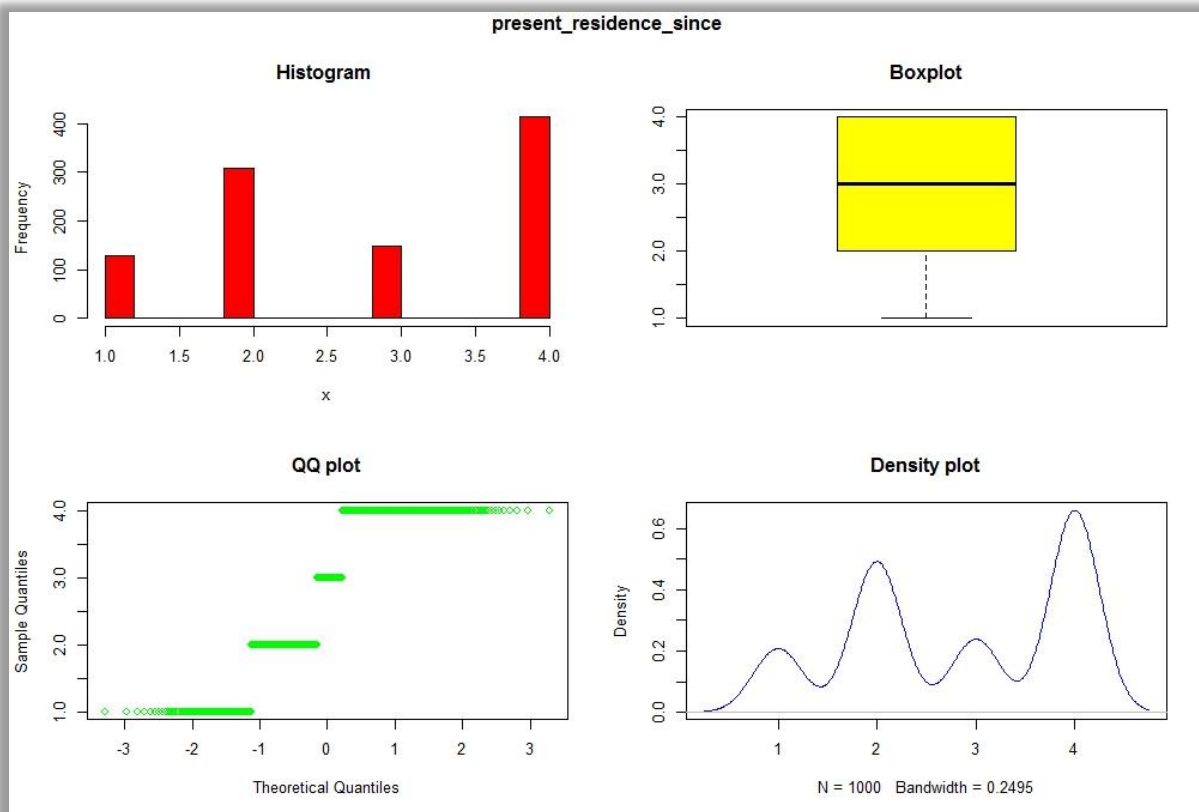 present_residence_since
Histogram
Frequency
0 100 200 300 400
1.0 1.5 2.0 2.5 3.0 3.5 4.0
x
Boxplot
1.0 2.0 3.0 4.0
QQ plot
Sample Quantiles
1.0 2.0 3.0 4.0
-3 -2 -1 0 1 2 3
Theoretical Quantiles
Density plot
Density
0.0 0.2 0.4 0.6
1 2 3 4
N = 1000 Bandwidth = 0.2495